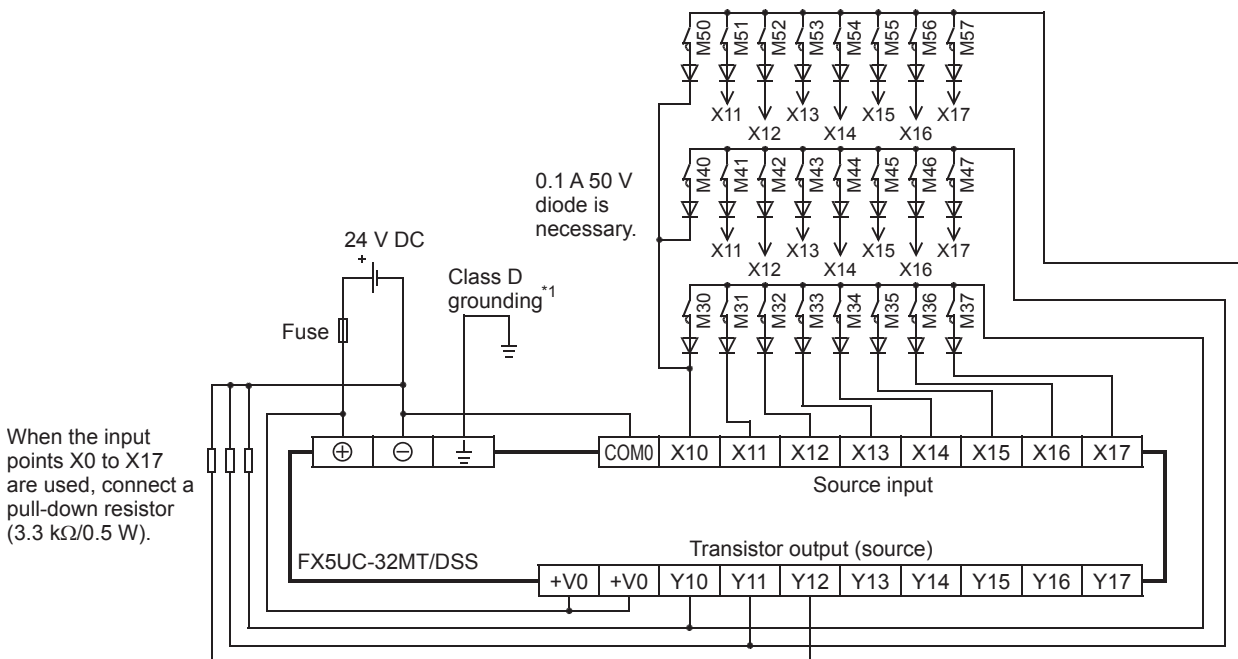 M50 M51 M52 M53 M54 M55 M56 M57
X11 X13 X15 X17
X12 X14 X16
M40 M41 M42 M43 M44 M45 M46 M47
0.1 A 50 V
diode is
necessary.
X11 X13 X15 X17
X12 X14 X16
24 V DC
+
Class D
grounding*1
M30 M31 M32 M33 M34 M35 M36 M37
Fuse
When the input
points X0 to X17
are used, connect a
pull-down resistor
(3.3 kΩ/0.5 W).
+ −
COM0 X10 X11 X12 X13 X14 X15 X16 X17
Source input
FX5UC-32MT/DSS
Transistor output (source)
+V0 +V0 Y10 Y11 Y12 Y13 Y14 Y15 Y16 Y17